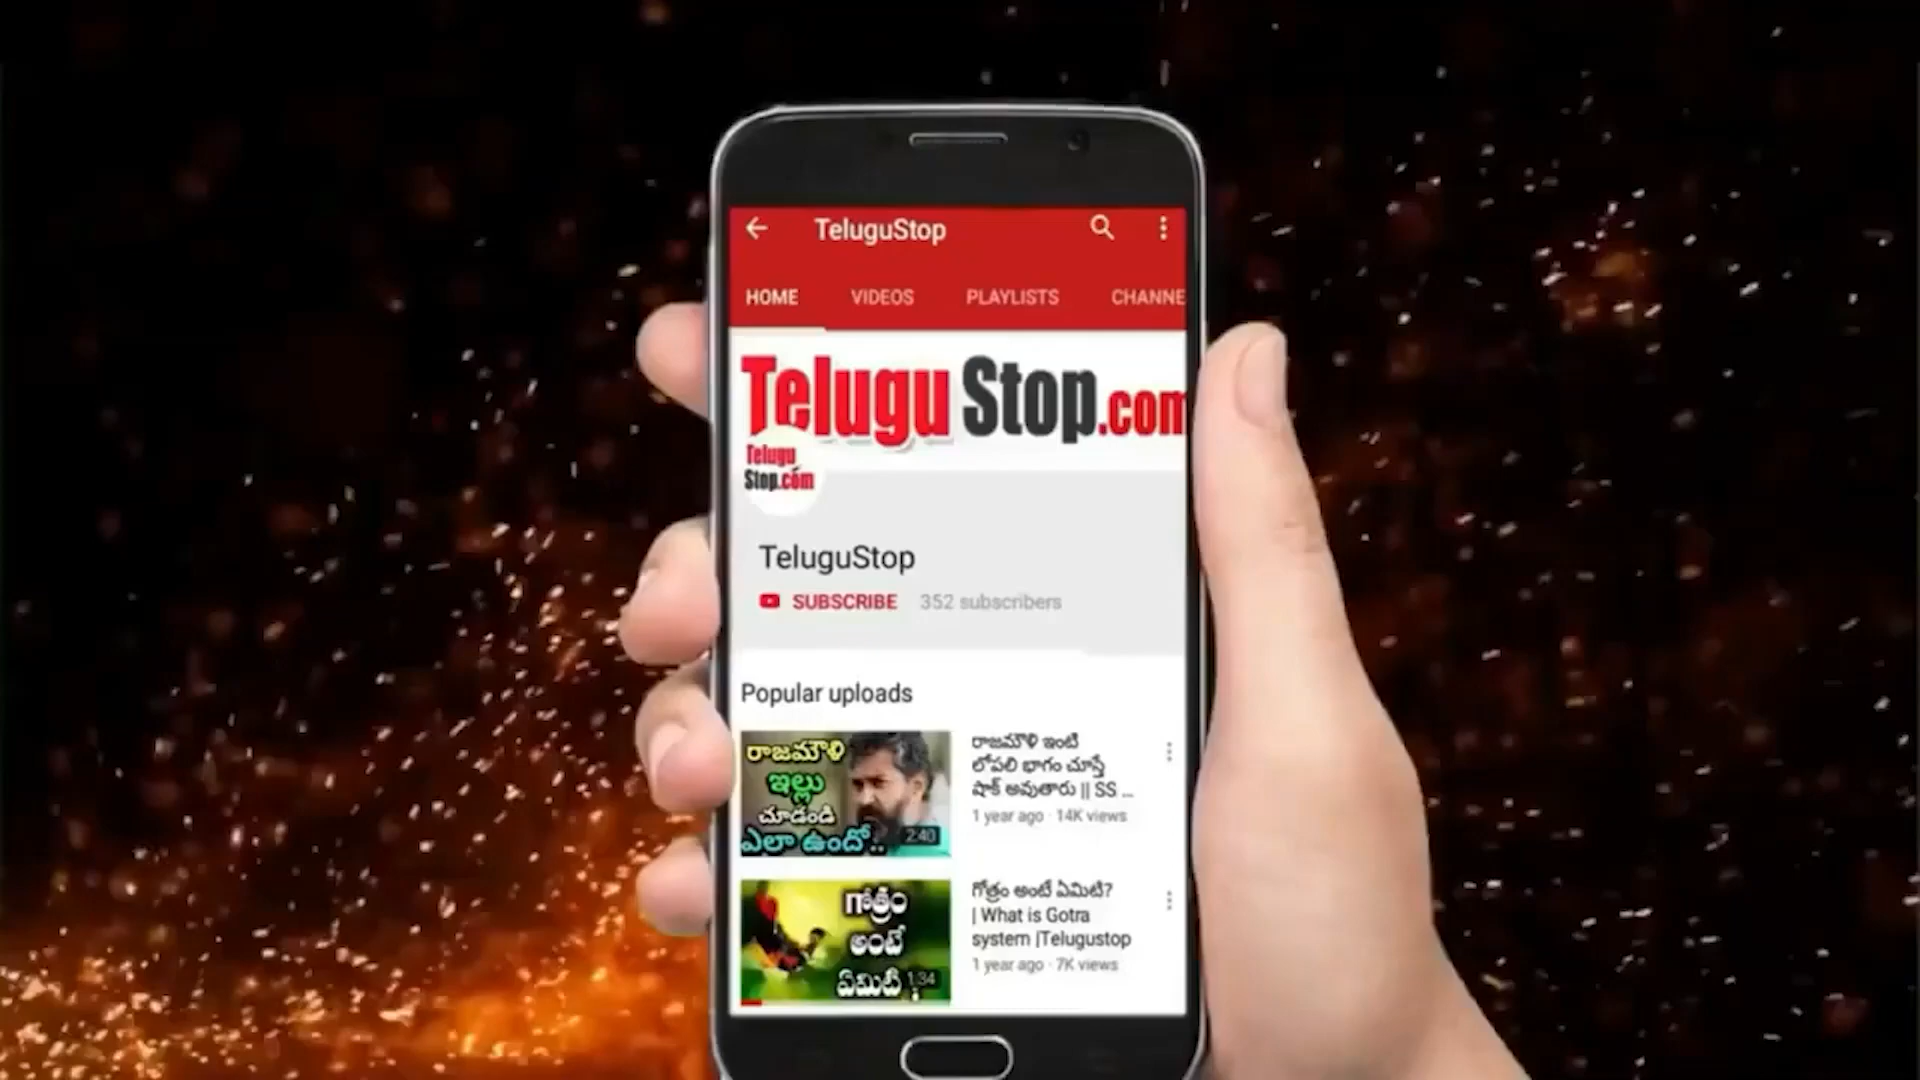 TeluguStop
HOME VIDEOS PLAYLISTS CHANNE
Telugu Stop.com
Telugu
Stop.com
TeluguStop
SUBSCRIBE 352 subscribers
Popular uploads
రాజమౌళి
ఇల్లు
చూడండి
ఎలా ఉందో..
2:40
రాజమౌళి ఇంటి
లోపలి భాగం చూస్తే
షాక్ అవుతారు || SS ...
1 year ago · 14K views
గోత్రం
అంటే
ఏమిటి
1:34
గోత్రం అంటే ఏమిటి?
| What is Gotra
system |Telugustop
1 year ago · 7K views